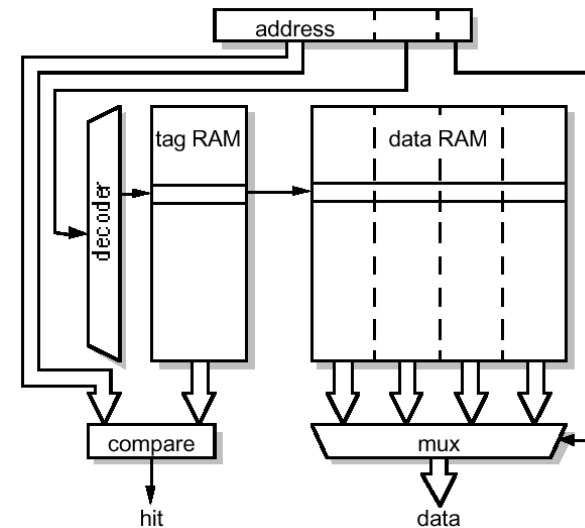 address
tag RAM
data RAM
decoder
compare
mux
hit
data